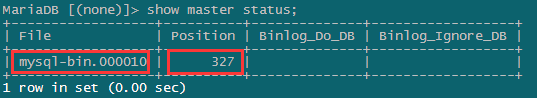 MariaDB [(none)]> show master status;
+------------------+----------+--------------+------------------+
| File             | Position | Binlog_Do_DB | Binlog_Ignore_DB |
+------------------+----------+--------------+------------------+
| mysql-bin.000010 |      327 |              |                  |
+------------------+----------+--------------+------------------+
1 row in set (0.00 sec)